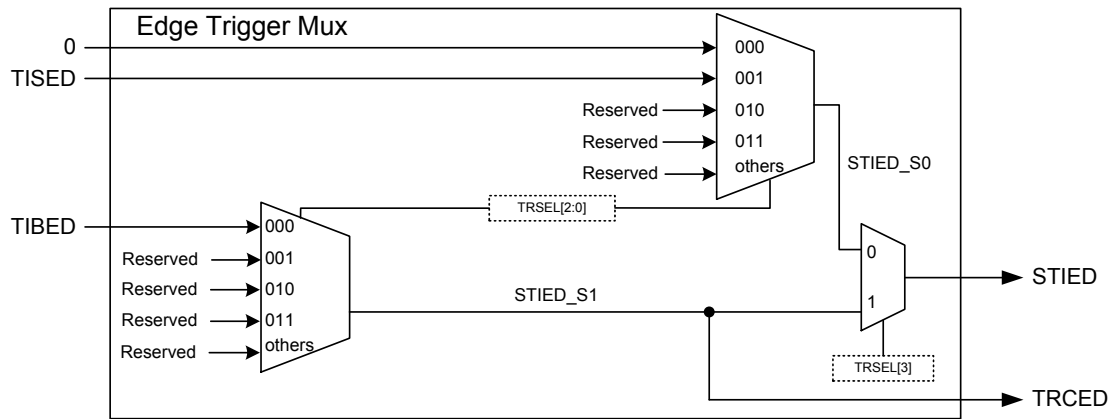 Edge Trigger Mux
0
000
TISED
001
Reserved
010
Reserved
011
Reserved
others
STIED_S0
TRSEL[2:0]
TIBED
000
Reserved
001
Reserved
010
Reserved
011
Reserved
others
STIED_S1
0
1
STIED
TRSEL[3]
TRCED